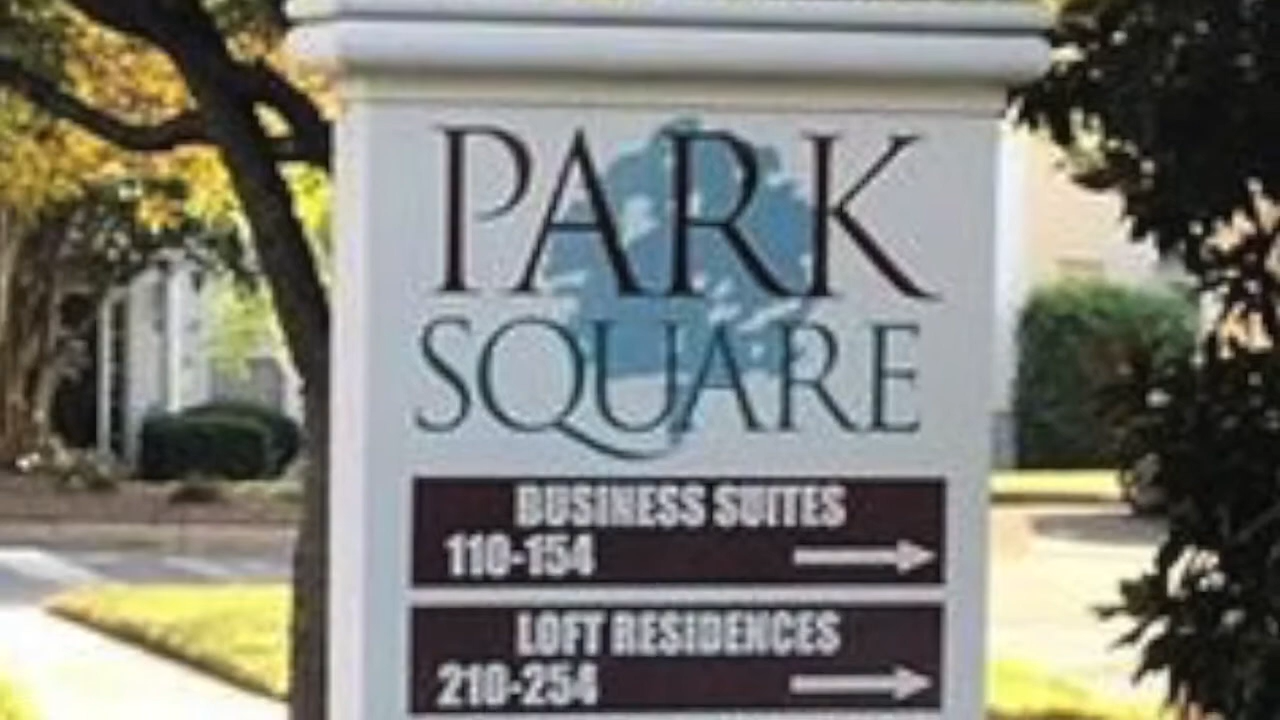 PARK
SQUARE
BUSINESS SUITES
110-154
LOFT RESIDENCES
210-254